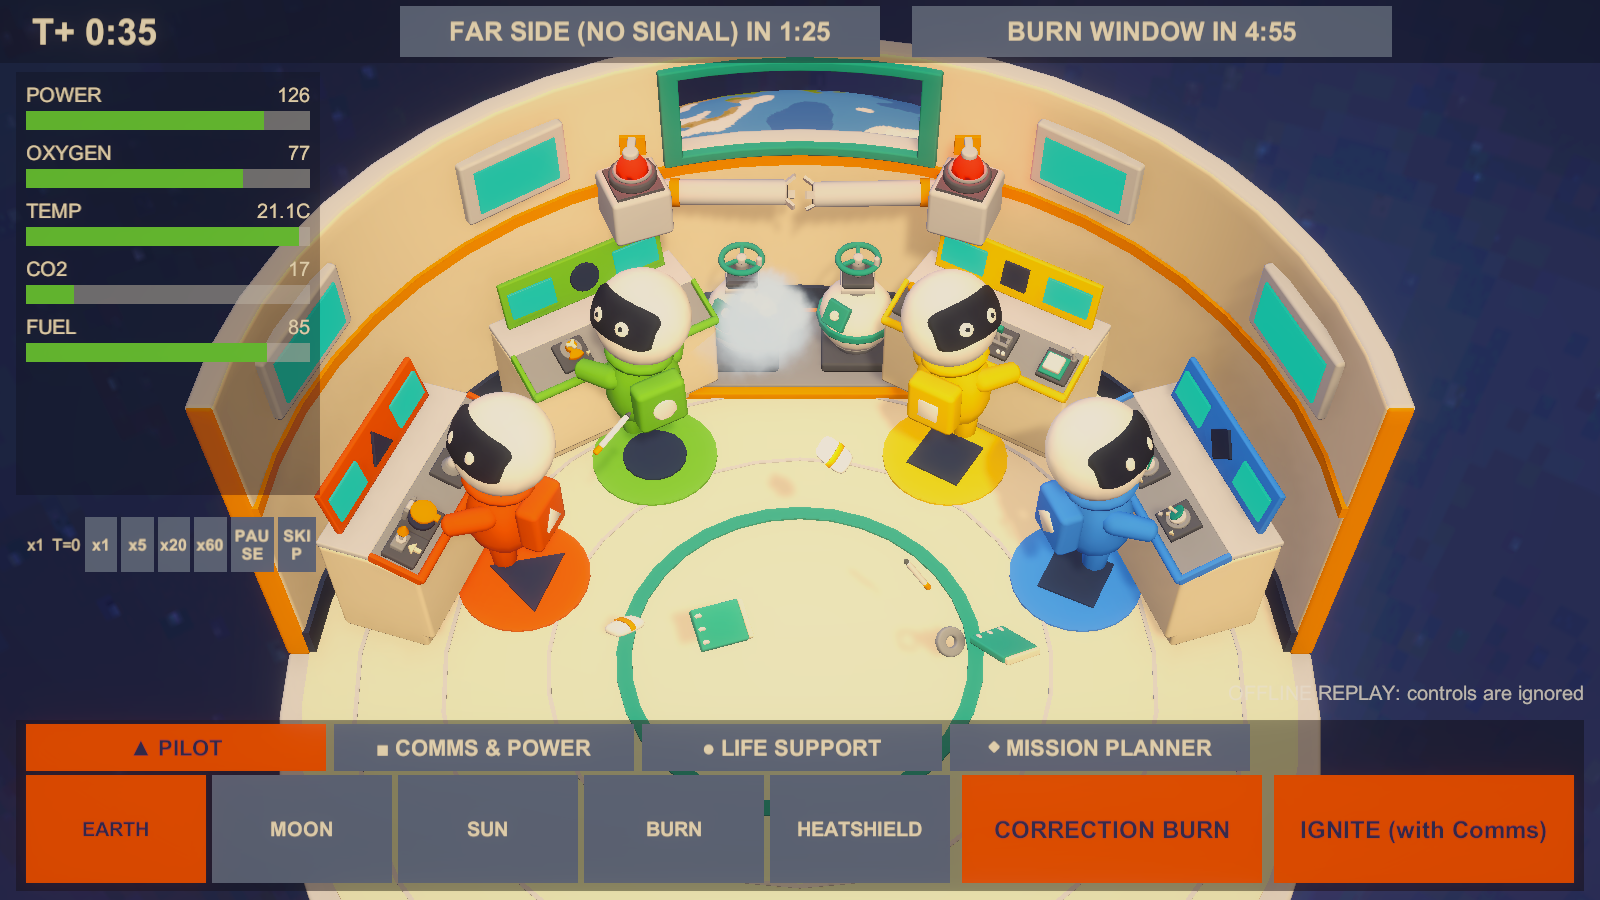 T+ 0:35
FAR SIDE (NO SIGNAL) IN 1:25
BURN WINDOW IN 4:55
POWER 126
OXYGEN 77
TEMP 21.1C
CO2 17
FUEL 85
x1 T=0 x1 x5 x20 x60 PAU
SE SKI
P
REPLAY: controls are ignored
▲ PILOT
■ COMMS & POWER
● LIFE SUPPORT
◆ MISSION PLANNER
EARTH
MOON
SUN
BURN
HEATSHIELD
CORRECTION BURN
IGNITE (with Comms)